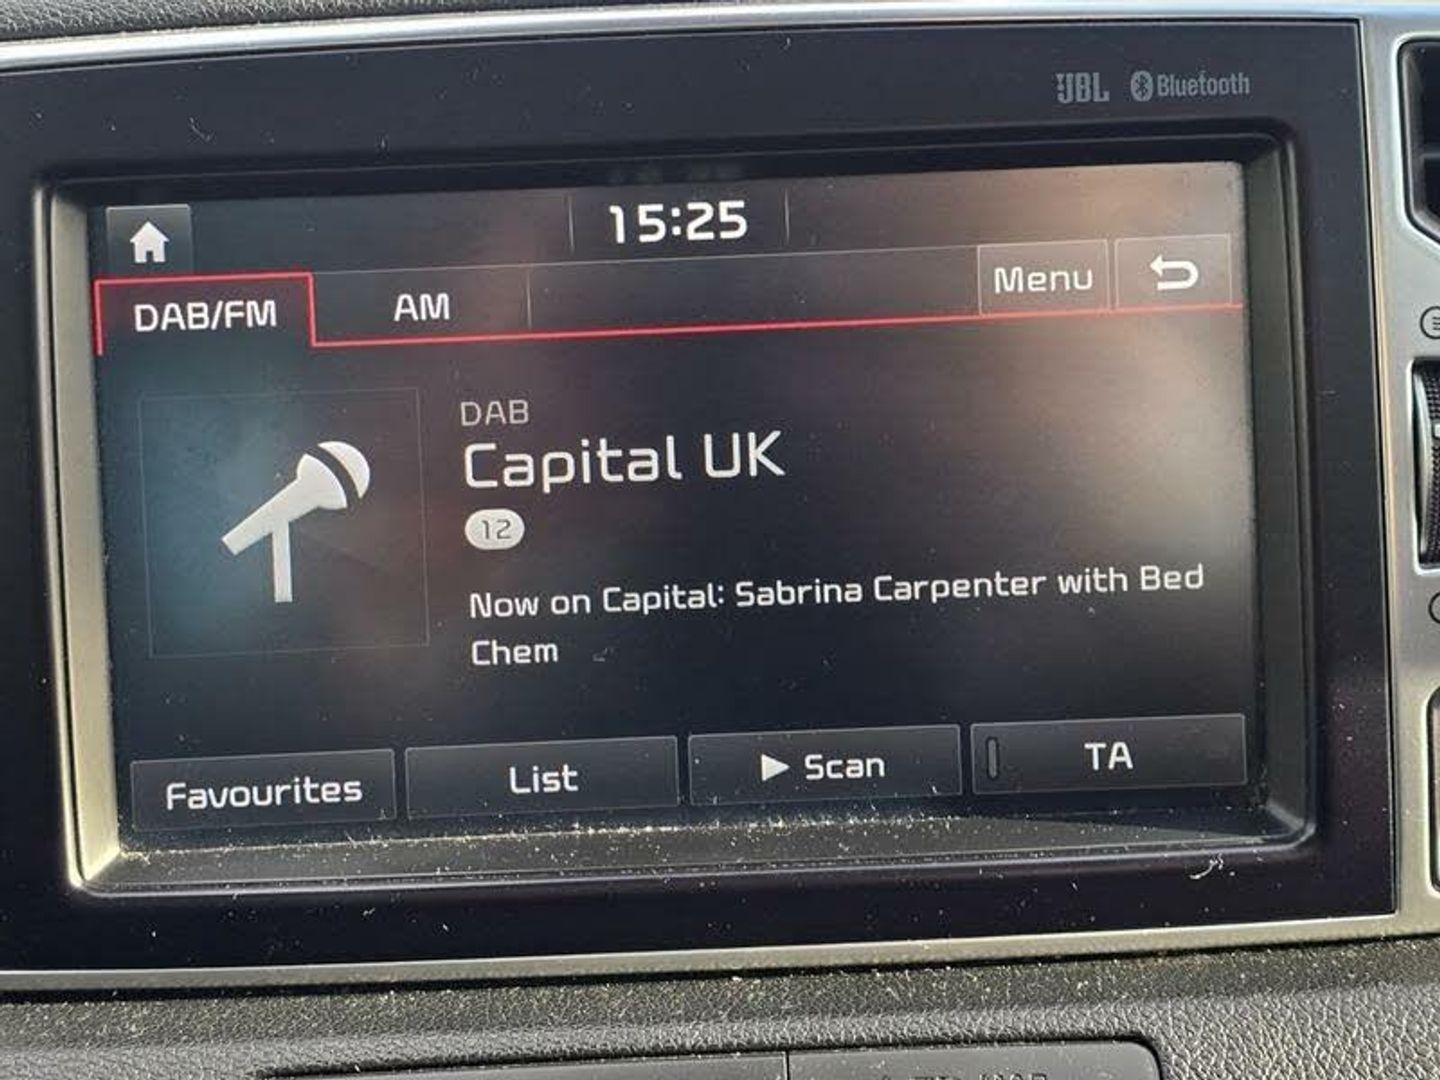 JBL Bluetooth
15:25
DAB/FM AM Menu
DAB
Capital UK
12
Now on Capital: Sabrina Carpenter with Bed
Chem
Favourites List Scan TA